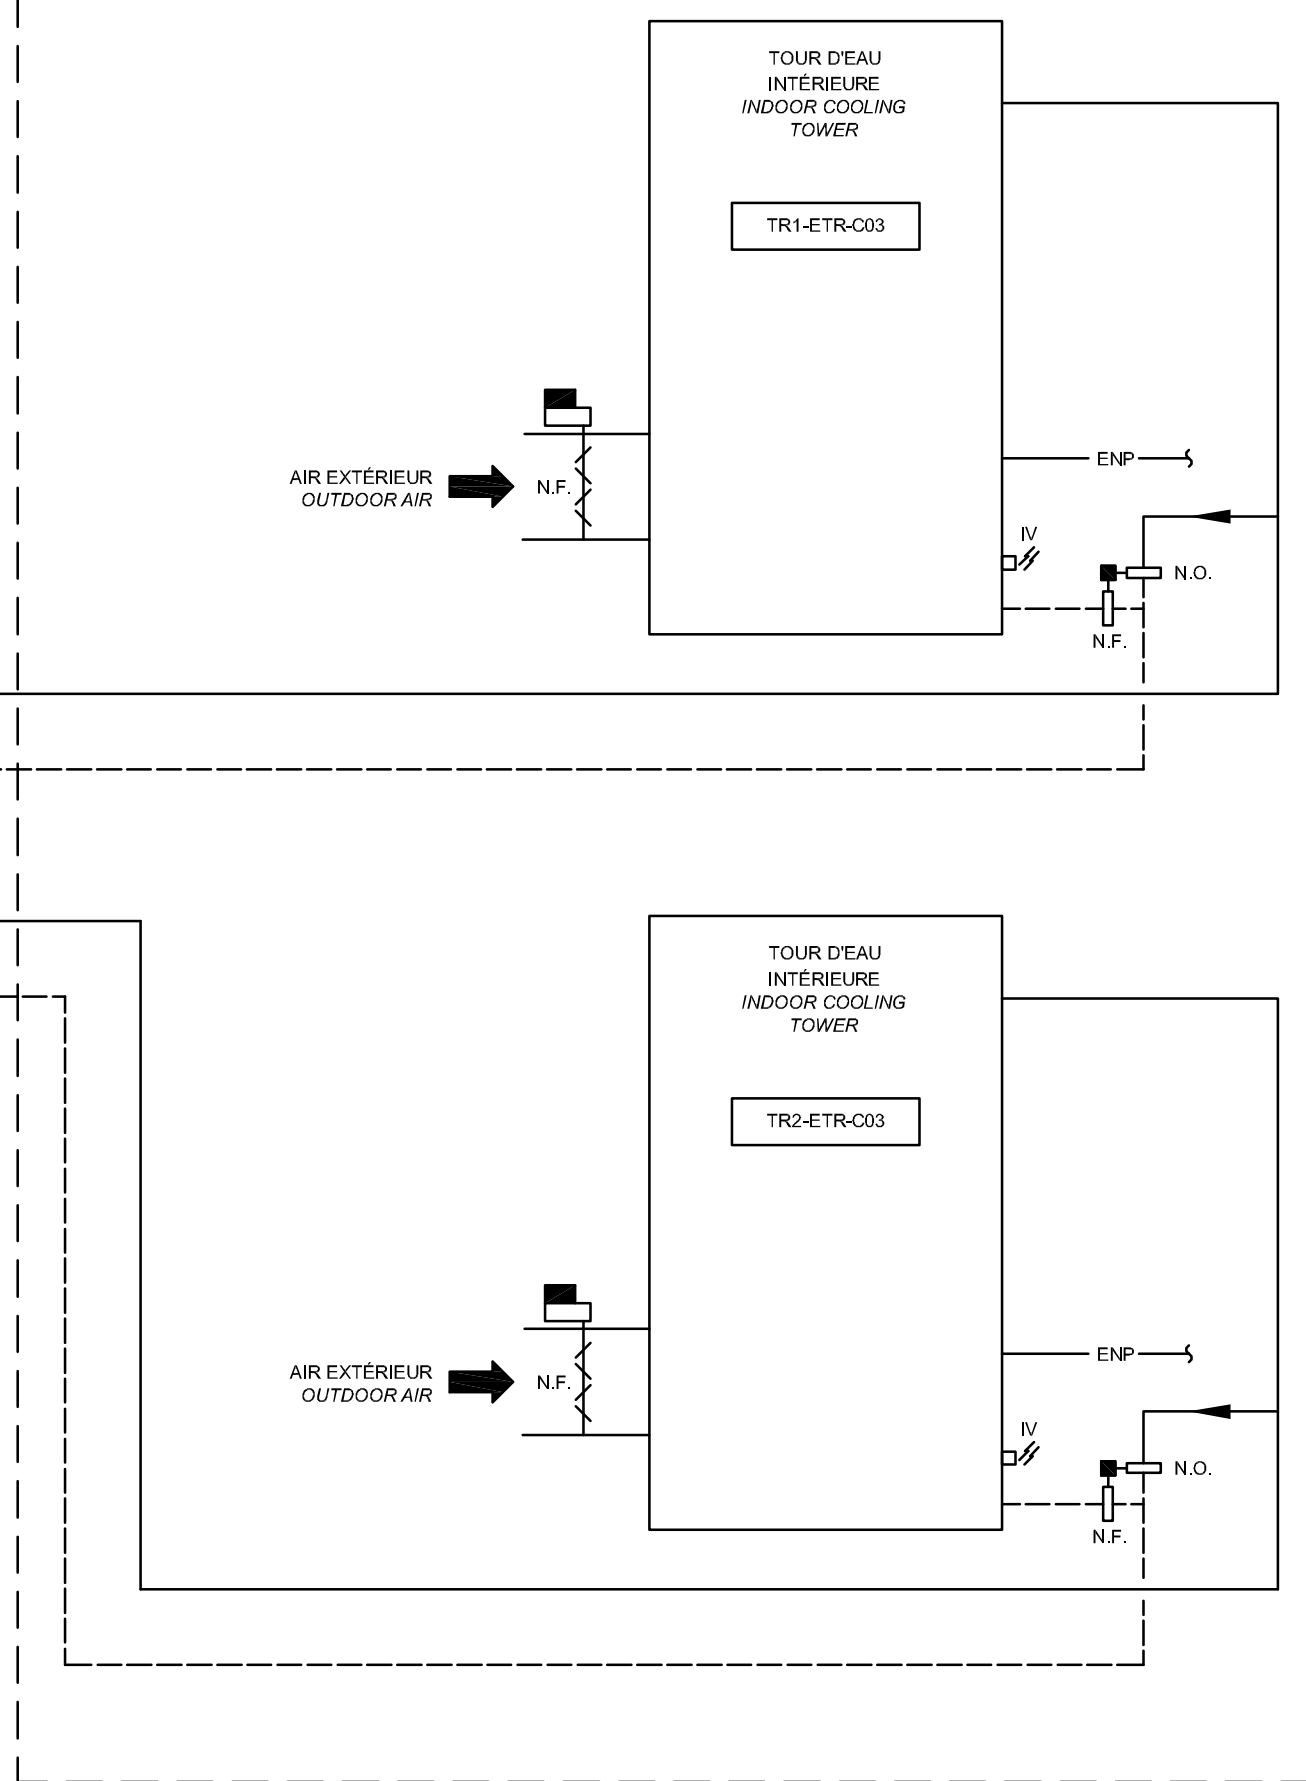 TOUR D'EAU
INTÉRIEURE
INDOOR COOLING
TOWER
TR1-ETR-C03
AIR EXTÉRIEUR
OUTDOOR AIR
N.F.
ENP
IV
N.O.
N.F.
TOUR D'EAU
INTÉRIEURE
INDOOR COOLING
TOWER
TR2-ETR-C03
AIR EXTÉRIEUR
OUTDOOR AIR
N.F.
ENP
IV
N.O.
N.F.